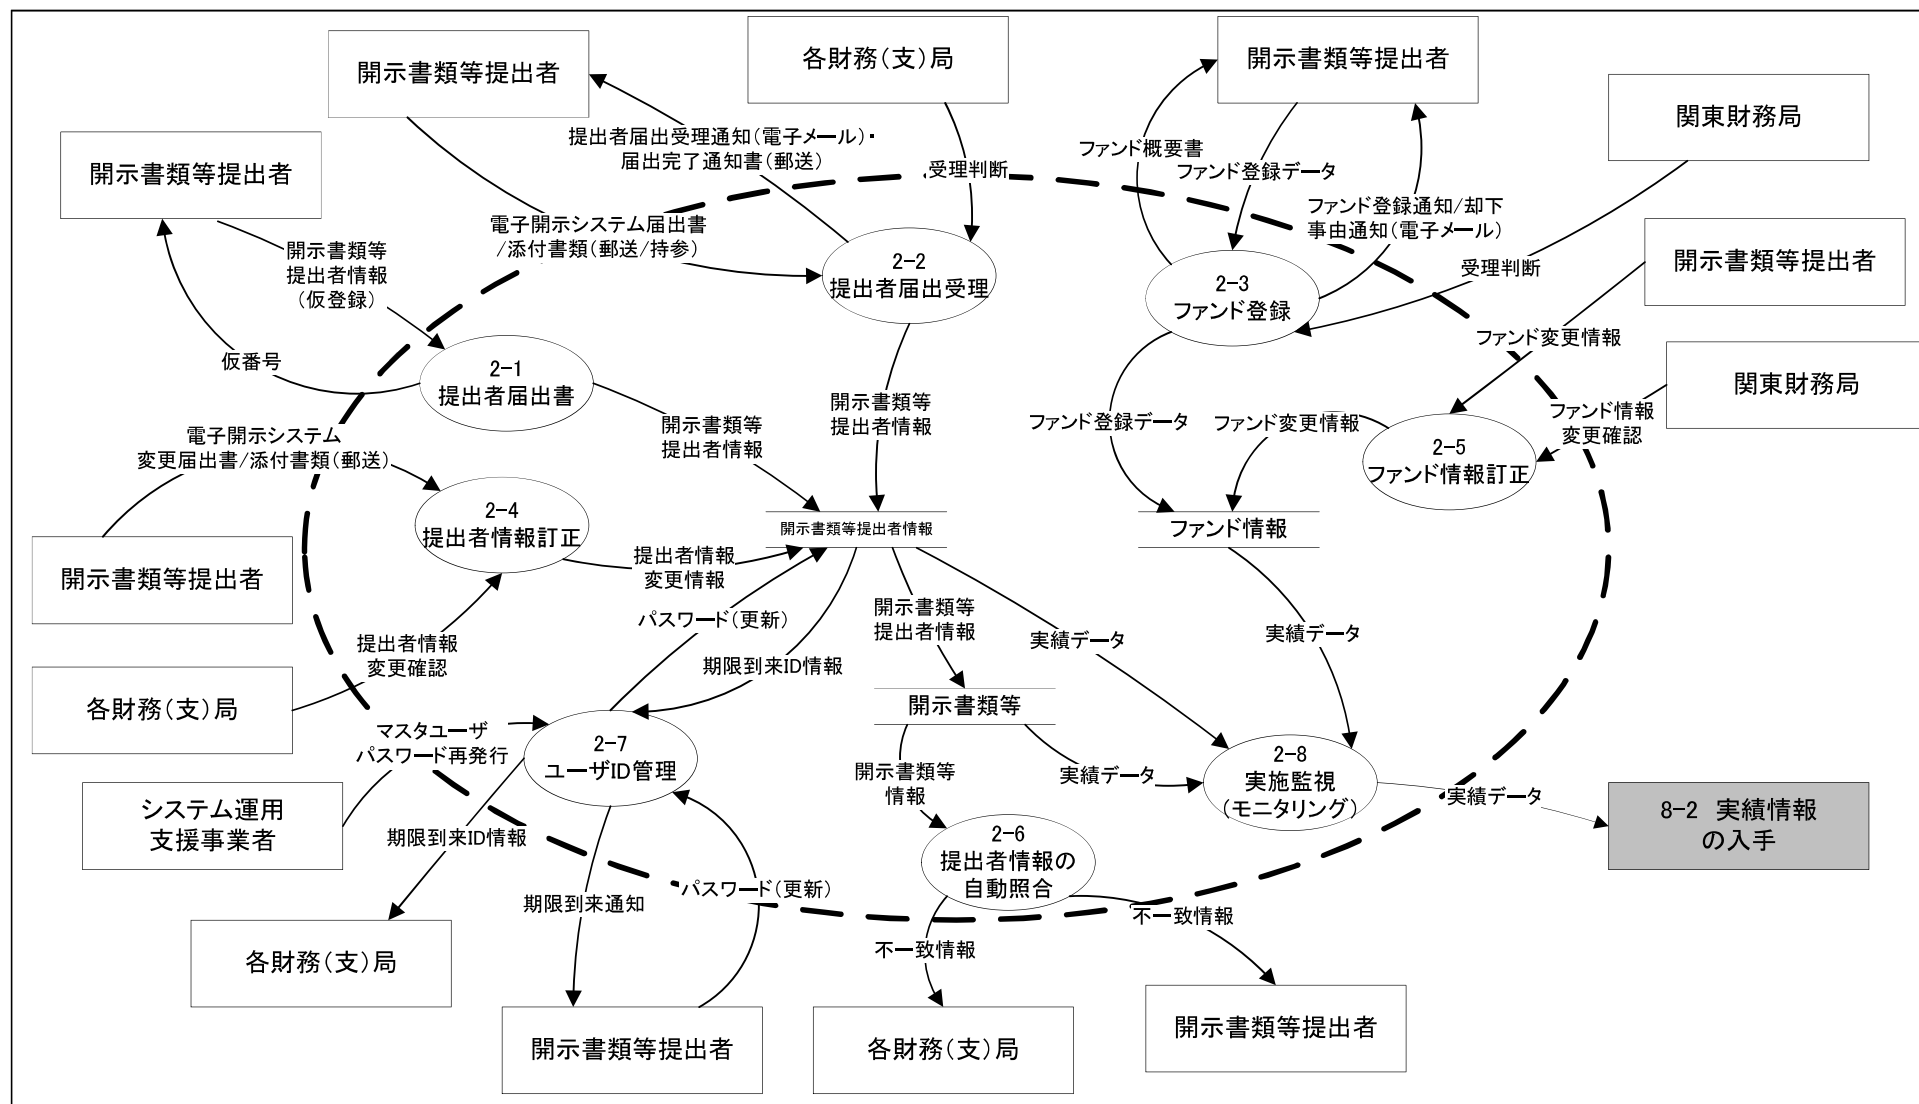 開示書類等提出者
各財務(支)局
開示書類等提出者
関東財務局
開示書類等提出者
提出者届出受理通知(電子メール)・
届出完了通知書(郵送)
受理判断
ファンド概要書
ファンド登録データ
ファンド登録通知/却下
事由通知(電子メール)
電子開示システム届出書
/添付書類(郵送/持参)
開示書類等
提出者情報
(仮登録)
2-2
提出者届出受理
2-3
ファンド登録
受理判断
開示書類等提出者
仮番号
2-1
提出者届出書
ファンド変更情報
関東財務局
開示書類等
提出者情報
開示書類等
提出者情報
ファンド登録データ
ファンド変更情報
ファンド情報
変更確認
2-5
ファンド情報訂正
電子開示システム
変更届出書/添付書類(郵送)
2-4
提出者情報訂正
開示書類等提出者情報
ファンド情報
開示書類等提出者
提出者情報
変更情報
パスワード(更新)
開示書類等
提出者情報
実績データ
実績データ
提出者情報
変更確認
期限到来ID情報
各財務(支)局
開示書類等
マスタユーザ
パスワード再発行
2-7
ユーザID管理
2-8
実施監視
(モニタリング)
開示書類等
情報
実績データ
実績データ
8-2 実績情報
の入手
システム運用
支援事業者
期限到来ID情報
2-6
提出者情報の
自動照合
期限到来通知
パスワード(更新)
不一致情報
不一致情報
各財務(支)局
開示書類等提出者
各財務(支)局
開示書類等提出者